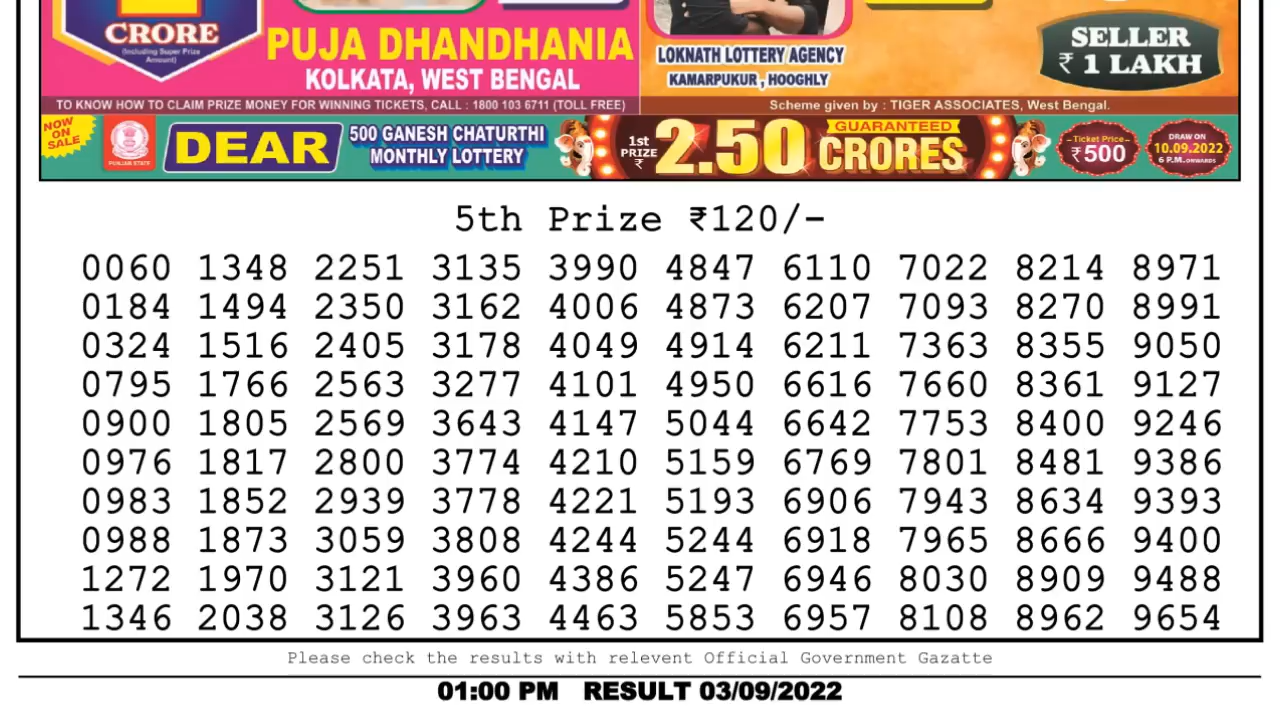 CRORE
(Including Super Prize
Amount)
PUJA DHANDHANIA
KOLKATA, WEST BENGAL
LOKNATH LOTTERY AGENCY
KAMARPUKUR, HOOGHLY
SELLER
₹ 1 LAKH
TO KNOW HOW TO CLAIM PRIZE MONEY FOR WINNING TICKETS, CALL : 1800 103 6711 (TOLL FREE)
Scheme given by : TIGER ASSOCIATES, West Bengal.
NOW
ON
SALE
PUNJAB STATE
DEAR
500 GANESH CHATURTHI
MONTHLY LOTTERY
1st
PRIZE
₹
2.50
GUARANTEED
CRORES
Ticket Price
₹500
DRAW ON
10.09.2022
6 P.M. ONWARDS
5th Prize ₹120/-
0060 1348 2251 3135 3990 4847 6110 7022 8214 8971
0184 1494 2350 3162 4006 4873 6207 7093 8270 8991
0324 1516 2405 3178 4049 4914 6211 7363 8355 9050
0795 1766 2563 3277 4101 4950 6616 7660 8361 9127
0900 1805 2569 3643 4147 5044 6642 7753 8400 9246
0976 1817 2800 3774 4210 5159 6769 7801 8481 9386
0983 1852 2939 3778 4221 5193 6906 7943 8634 9393
0988 1873 3059 3808 4244 5244 6918 7965 8666 9400
1272 1970 3121 3960 4386 5247 6946 8030 8909 9488
1346 2038 3126 3963 4463 5853 6957 8108 8962 9654
Please check the results with relevent Official Government Gazatte
01:00 PM RESULT 03/09/2022